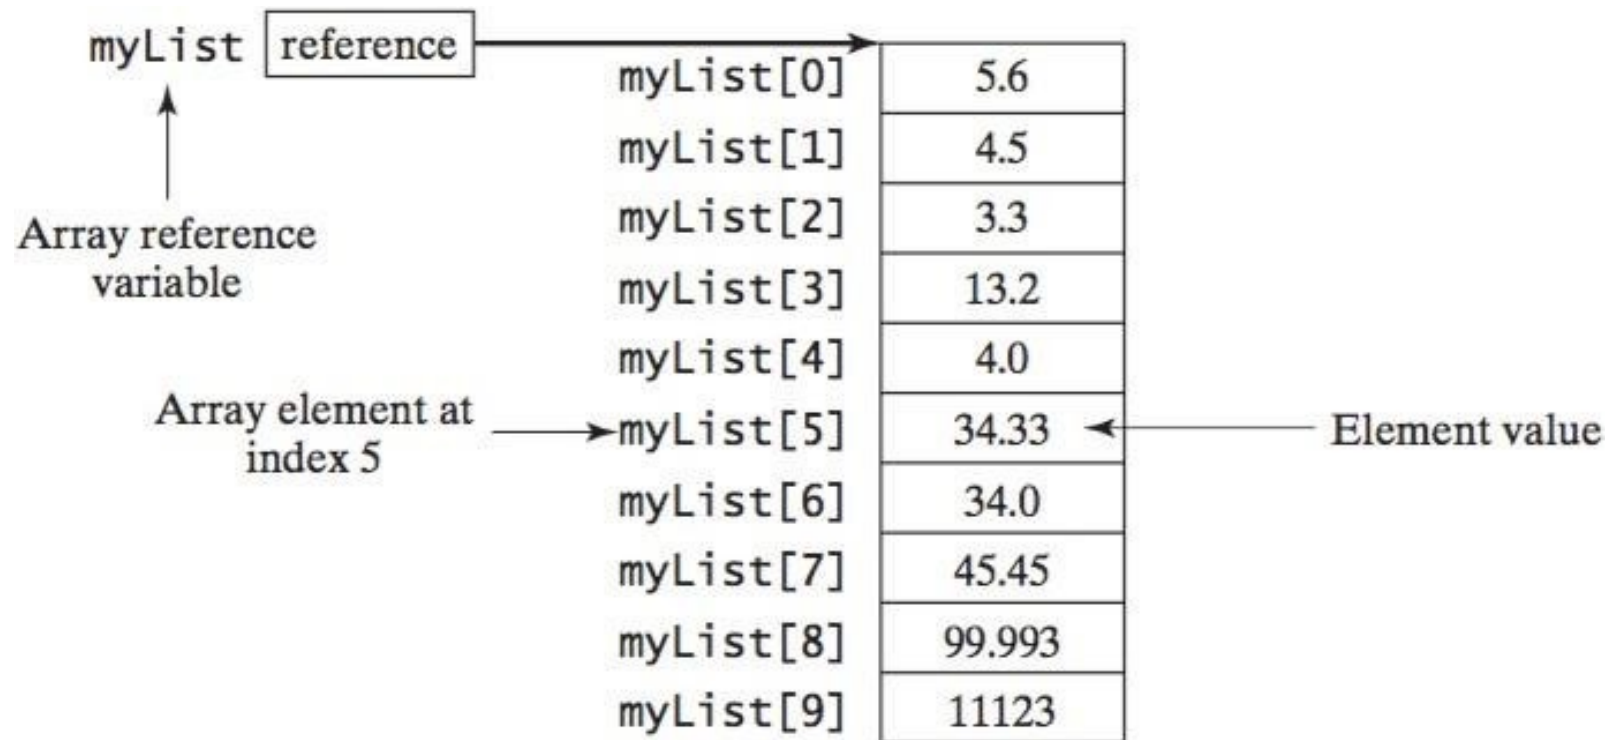 myList reference
myList[0] 5.6
myList[1] 4.5
myList[2] 3.3
Array reference
variable
myList[3] 13.2
myList[4] 4.0
Array element at
index 5
myList[5] 34.33
Element value
myList[6] 34.0
myList[7] 45.45
myList[8] 99.993
myList[9] 11123